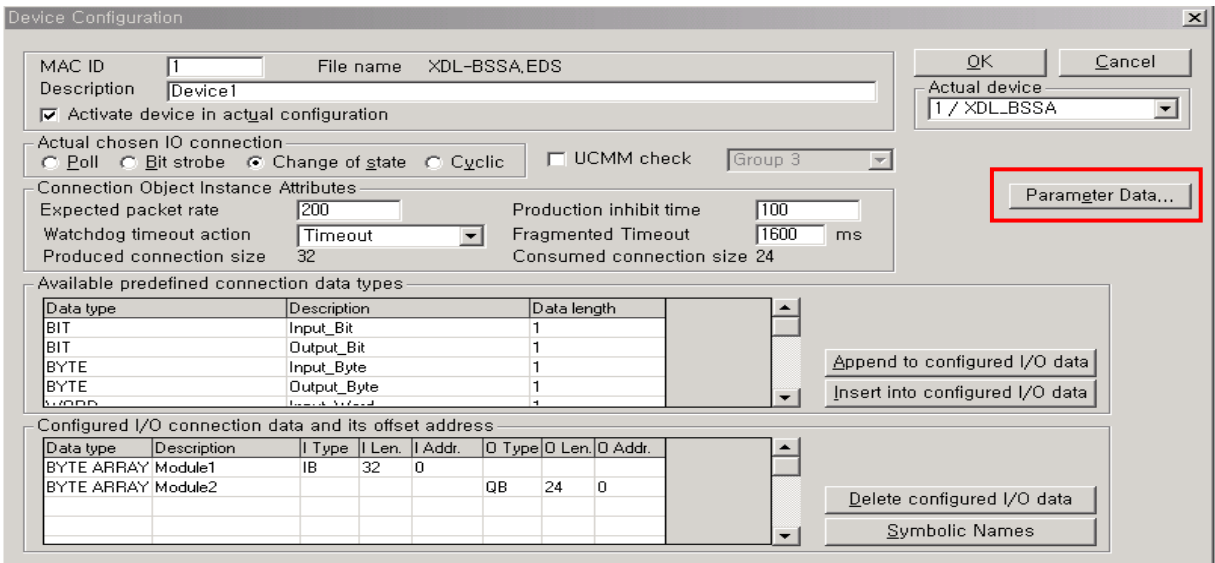 Device Configuration
MAC ID 1 File name XDL-BSSA.EDS
Description Device1
Activate device in actual configuration
OK Cancel
Actual device
1 / XDL_BSSA
Actual chosen IO connection
Poll Bit strobe Change of state Cyclic UCMM check Group 3
Parameter Data...
Connection Object Instance Attributes
Expected packet rate 200 Production inhibit time 100
Watchdog timeout action Timeout Fragmented Timeout 1600 ms
Produced connection size 32 Consumed connection size 24
Available predefined connection data types
Data type Description Data length
BIT Input_Bit 1
BIT Output_Bit 1
BYTE Input_Byte 1
BYTE Output_Byte 1
Append to configured I/O data
Insert into configured I/O data
Configured I/O connection data and its offset address
Data type Description I Type I Len. I Addr. O Type O Len. O Addr.
BYTE ARRAY Module1 IB 32 0
BYTE ARRAY Module2 QB 24 0
Delete configured I/O data
Symbolic Names